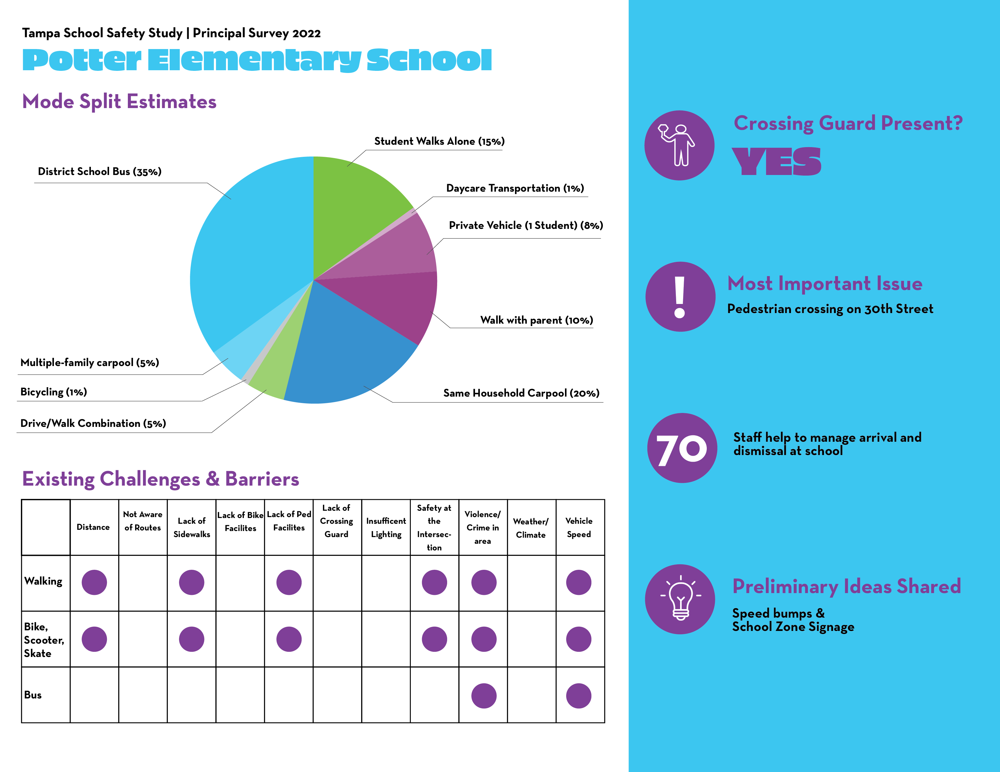 Tampa School Safety Study | Principal Survey 2022
Potter Elementary School
Mode Split Estimates
Student Walks Alone (15%)
District School Bus (35%)
Daycare Transportation (1%)
Private Vehicle (1 Student) (8%)
Walk with parent (10%)
Multiple-family carpool (5%)
Bicycling (1%)
Same Household Carpool (20%)
Drive/Walk Combination (5%)
Existing Challenges & Barriers
Distance
Not Aware
of Routes
Lack of
Sidewalks
Lack of Bike
Facilites
Lack of Ped
Facilites
Lack of
Crossing
Guard
Insufficent
Lighting
Safety at
the
Intersec-
tion
Violence/
Crime in
area
Weather/
Climate
Vehicle
Speed
Walking
Bike,
Scooter,
Skate
Bus
Crossing Guard Present?
YES
!
Most Important Issue
Pedestrian crossing on 30th Street
70
Staff help to manage arrival and
dismissal at school
Preliminary Ideas Shared
Speed bumps &
School Zone Signage